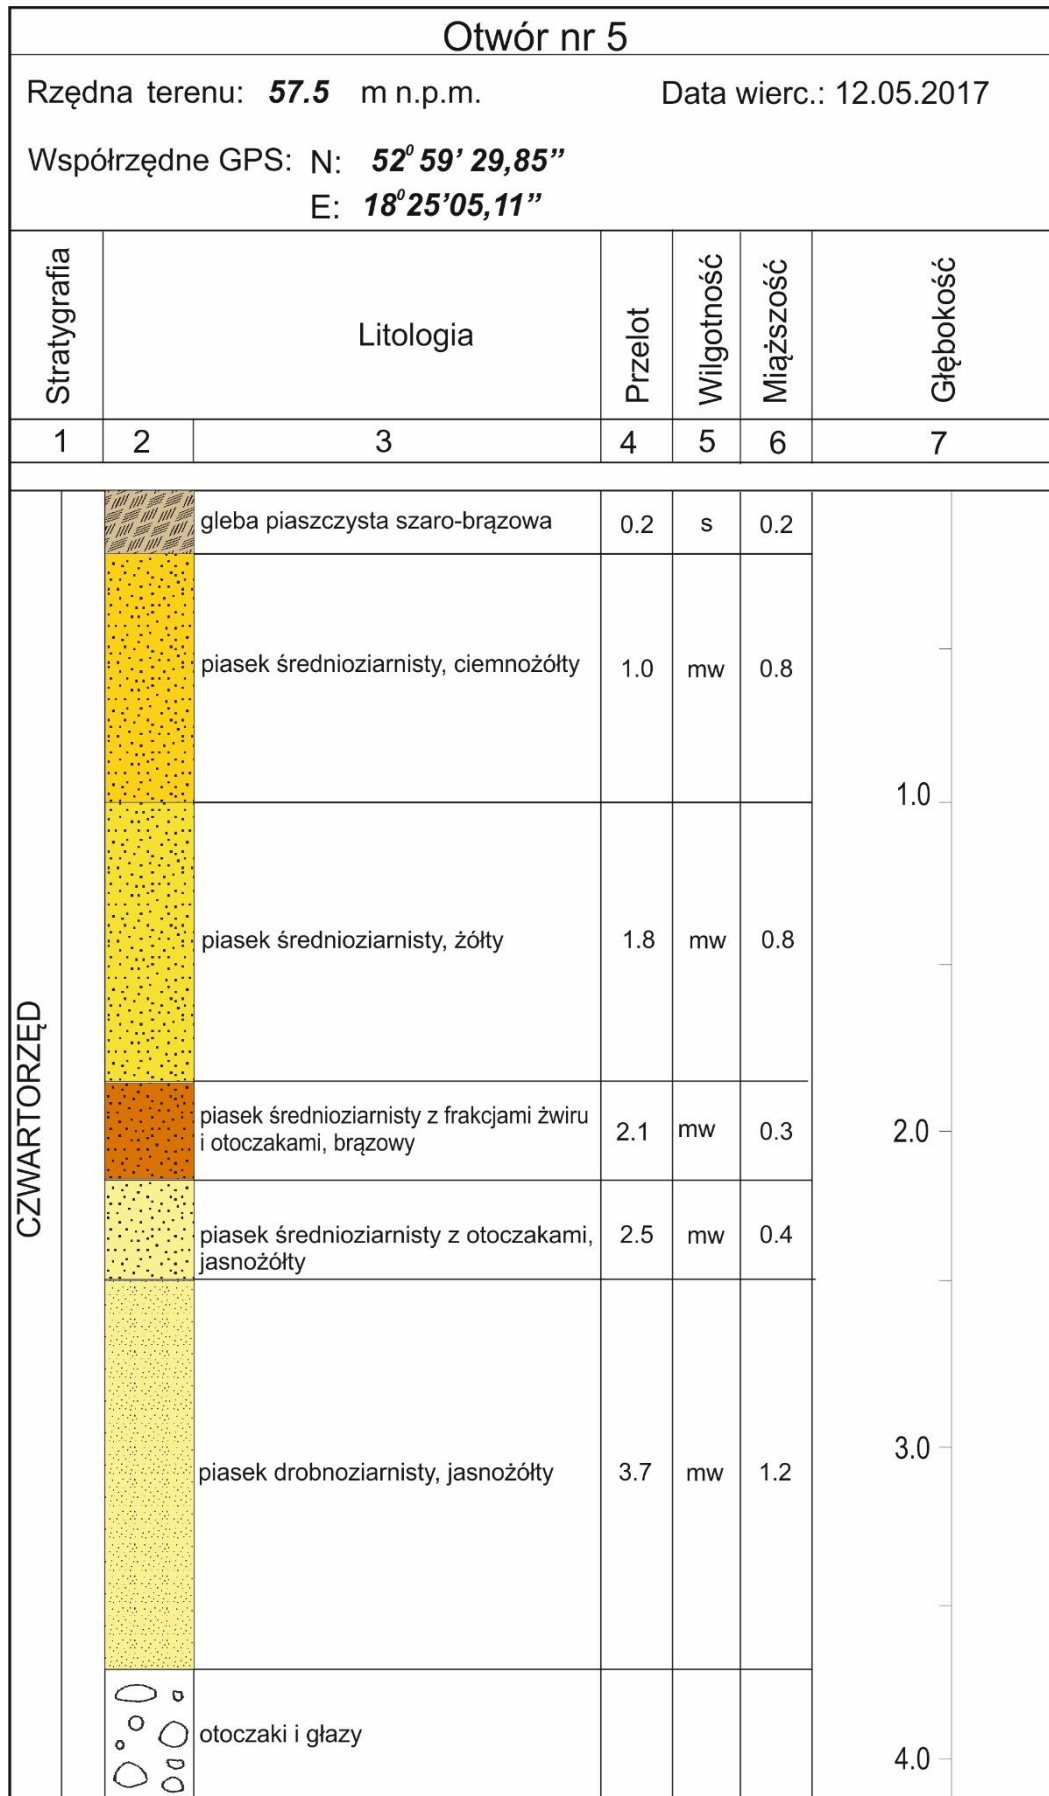 Otwór nr 5
Rzędna terenu: 57.5 m n.p.m. Data wierc.: 12.05.2017
Współrzędne GPS: N: 52⁰ 59' 29,85”
E: 18⁰25'05,11”
Stratygrafia Litologia Przelot Wilgotność Miąższość Głębokość
1 2 3 4 5 6 7
gleba piaszczysta szaro-brązowa 0.2 s 0.2
piasek średnioziarnisty, ciemnożółty 1.0 mw 0.8
1.0
piasek średnioziarnisty, żółty 1.8 mw 0.8
CZWARTORZĘD
piasek średnioziarnisty z frakcjami żwiru
i otoczakami, brązowy 2.1 mw 0.3
2.0
piasek średnioziarnisty z otoczakami, 2.5 mw 0.4
jasnożółty
3.0
piasek drobnoziarnisty, jasnożółty 3.7 mw 1.2
otoczaki i głazy
4.0